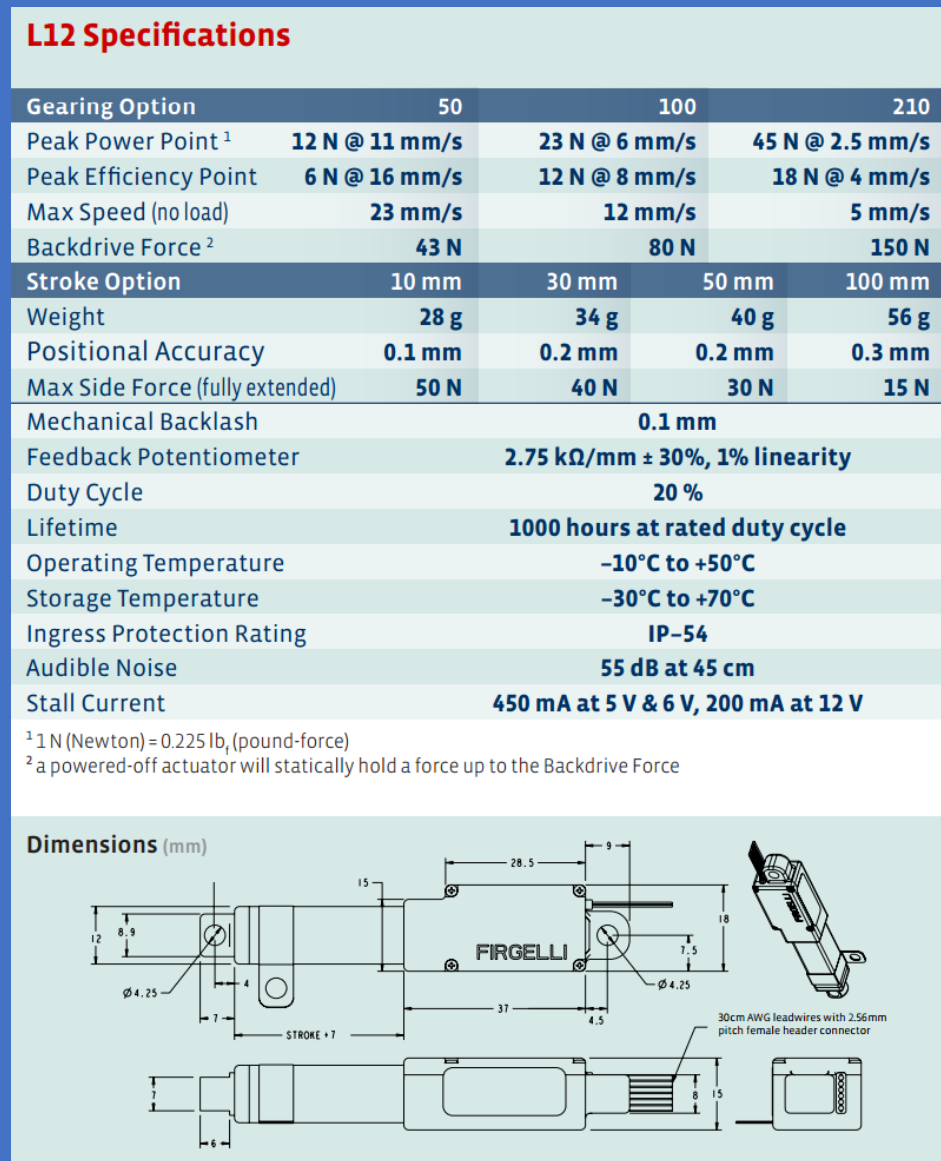 L12 Specifications
Gearing Option 50 100 210
Peak Power Point ¹ 12 N @ 11 mm/s 23 N @ 6 mm/s 45 N @ 2.5 mm/s
Peak Efficiency Point 6 N @ 16 mm/s 12 N @ 8 mm/s 18 N @ 4 mm/s
Max Speed (no load) 23 mm/s 12 mm/s 5 mm/s
Backdrive Force ² 43 N 80 N 150 N
Stroke Option 10 mm 30 mm 50 mm 100 mm
Weight 28 g 34 g 40 g 56 g
Positional Accuracy 0.1 mm 0.2 mm 0.2 mm 0.3 mm
Max Side Force (fully extended) 50 N 40 N 30 N 15 N
Mechanical Backlash 0.1 mm
Feedback Potentiometer 2.75 kΩ/mm ± 30%, 1% linearity
Duty Cycle 20 %
Lifetime 1000 hours at rated duty cycle
Operating Temperature –10°C to +50°C
Storage Temperature –30°C to +70°C
Ingress Protection Rating IP–54
Audible Noise 55 dB at 45 cm
Stall Current 450 mA at 5 V & 6 V, 200 mA at 12 V
¹ 1 N (Newton) = 0.225 lbf (pound-force)
² a powered-off actuator will statically hold a force up to the Backdrive Force
Dimensions (mm)
9
28.5
15
18
12
8.9
FIRGELLI
7.5
Ø4.25
4
Ø4.25
7
37
4.5
STROKE +7
30cm AWG leadwires with 2.56mm
pitch female header connector
7
8
15
6